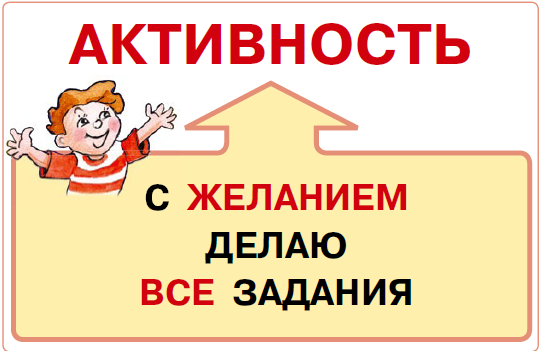 АКТИВНОСТЬ
С ЖЕЛАНИЕМ
ДЕЛАЮ
ВСЕ ЗАДАНИЯ